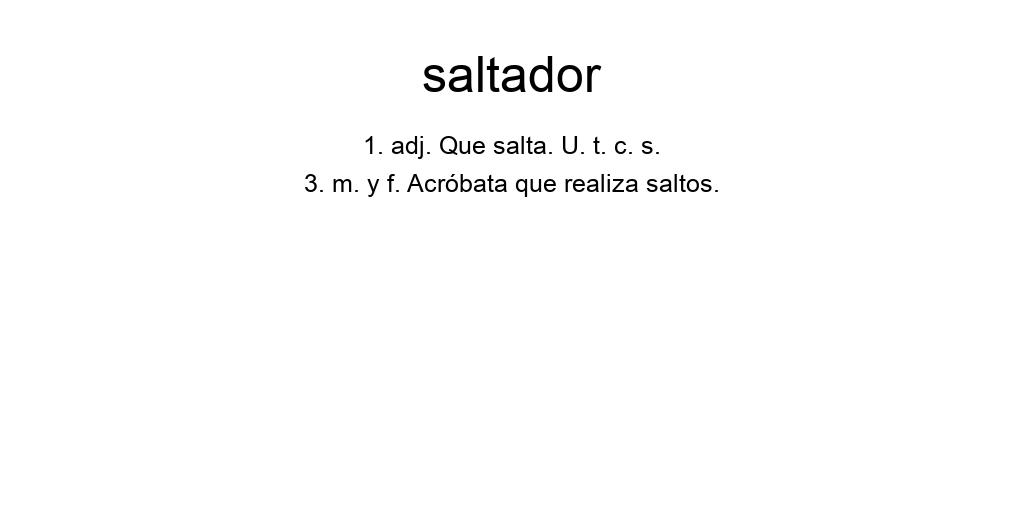 saltador
1. adj. Que salta. U. t. c. s.
3. m. y f. Acróbata que realiza saltos.